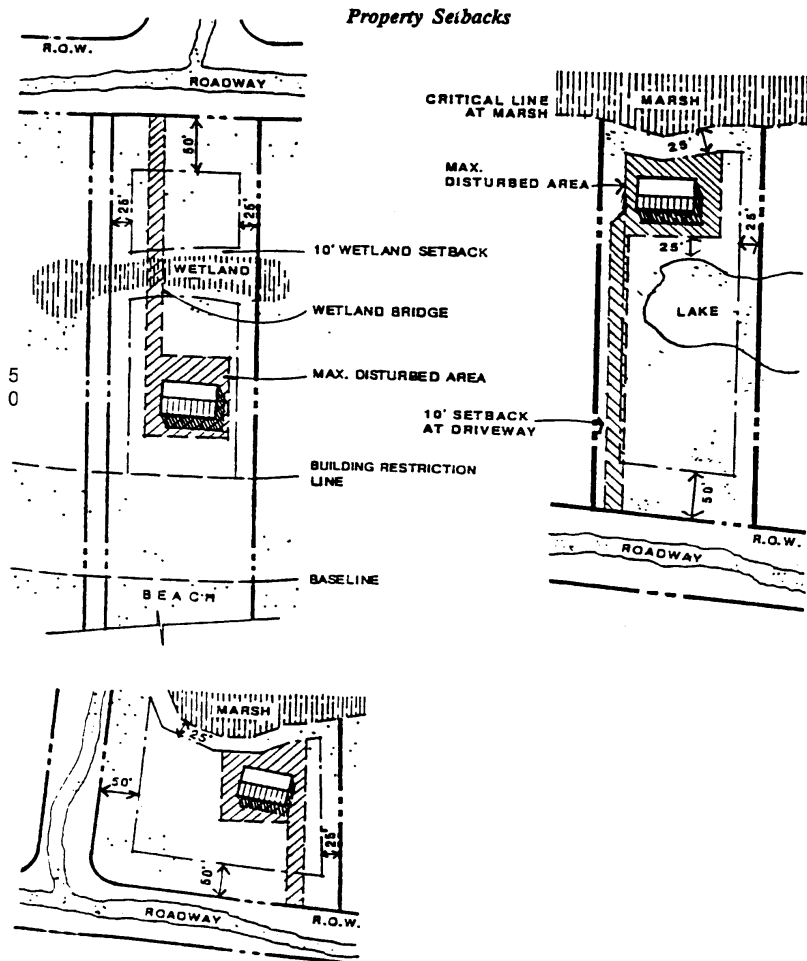 Property Setbacks
R.O.W.
ROADWAY
50'
25'
25'
10' WETLAND SETBACK
WETLAND
WETLAND BRIDGE
MAX. DISTURBED AREA
5
0
BUILDING RESTRICTION
LINE
BASELINE
BEACH
CRITICAL LINE
AT MARSH
MARSH
25'
MAX.
DISTURBED AREA
25'
25'
LAKE
10' SETBACK
AT DRIVEWAY
50'
R.O.W.
ROADWAY
MARSH
25'
50'
25'
50'
ROADWAY
R.O.W.